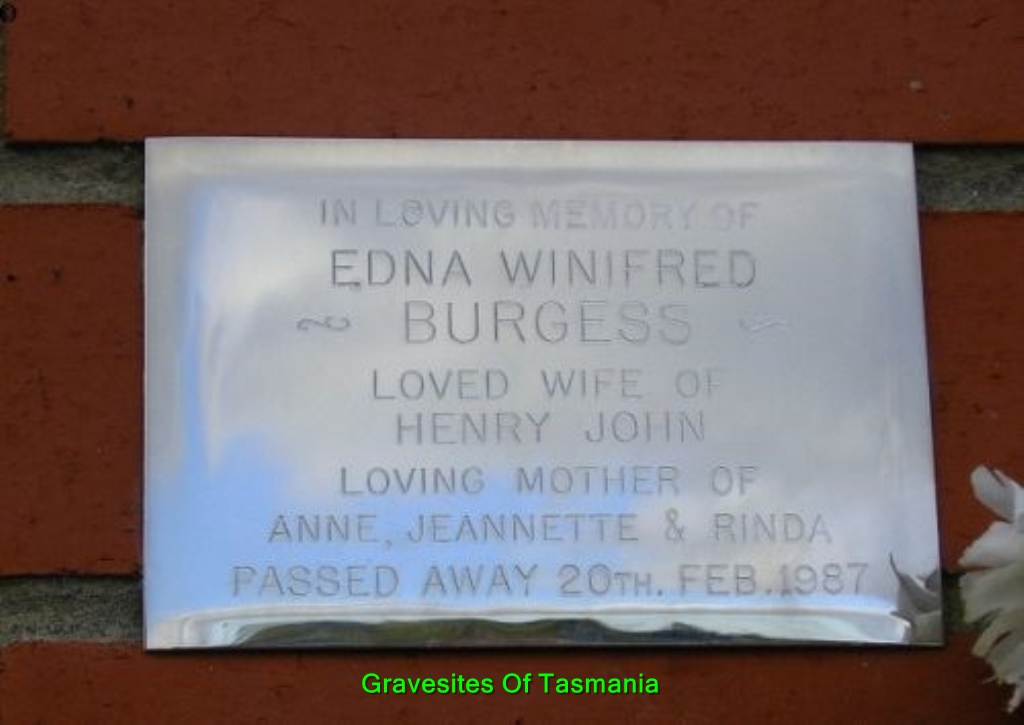 IN LOVING MEMORY OF
EDNA WINIFRED
BURGESS
LOVED WIFE OF
HENRY JOHN
LOVING MOTHER OF
ANNE, JEANNETTE & RINDA
PASSED AWAY 20TH. FEB. 1987
Gravesites Of Tasmania